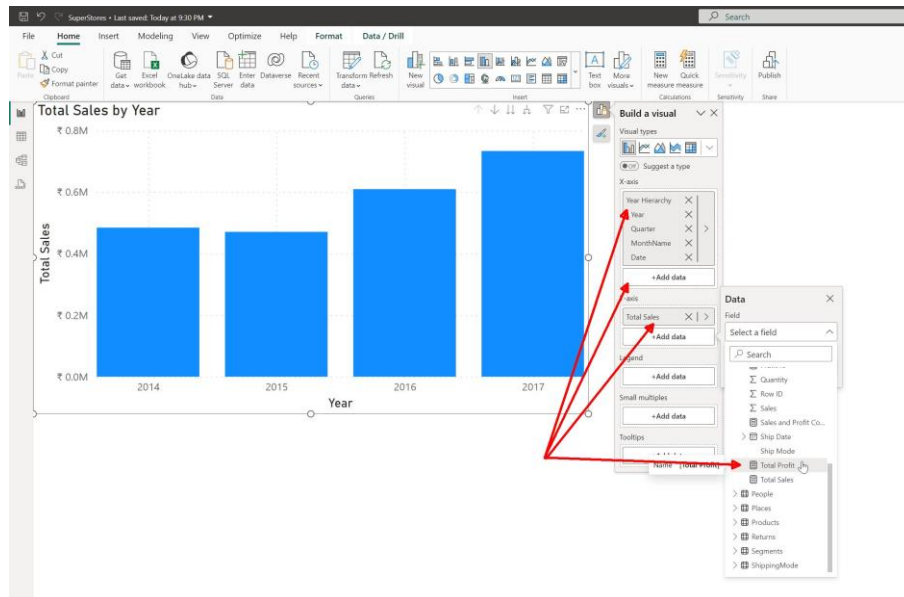 SuperStores • Last saved: Today at 9:30 PM
Search
File Home Insert Modeling View Optimize Help Format Data / Drill
Paste
Cut
Copy
Format painter
Get data
Excel workbook
OneLake data hub
SQL Server
Enter data
Dataverse
Recent sources
Transform data
Refresh
New visual
Text box
More visuals
New measure
Quick measure
Sensitivity
Publish
Clipboard Data Queries Insert Calculations Sensitivity Share
Total Sales by Year
₹ 0.8M
₹ 0.6M
₹ 0.4M
₹ 0.2M
₹ 0.0M
Total Sales
2014 2015 2016 2017
Year
Build a visual
Visual types
Off Suggest a type
X-axis
Year Hierarchy
Year
Quarter
MonthName
Date
+Add data
Y-axis
Total Sales
+Add data
Legend
+Add data
Small multiples
+Add data
Tooltips
Name [Total Profit]
Data
Field
Select a field
Search
Quantity
Row ID
Sales
Sales and Profit Co...
Ship Date
Ship Mode
Total Profit
Total Sales
People
Places
Products
Returns
Segments
ShippingMode